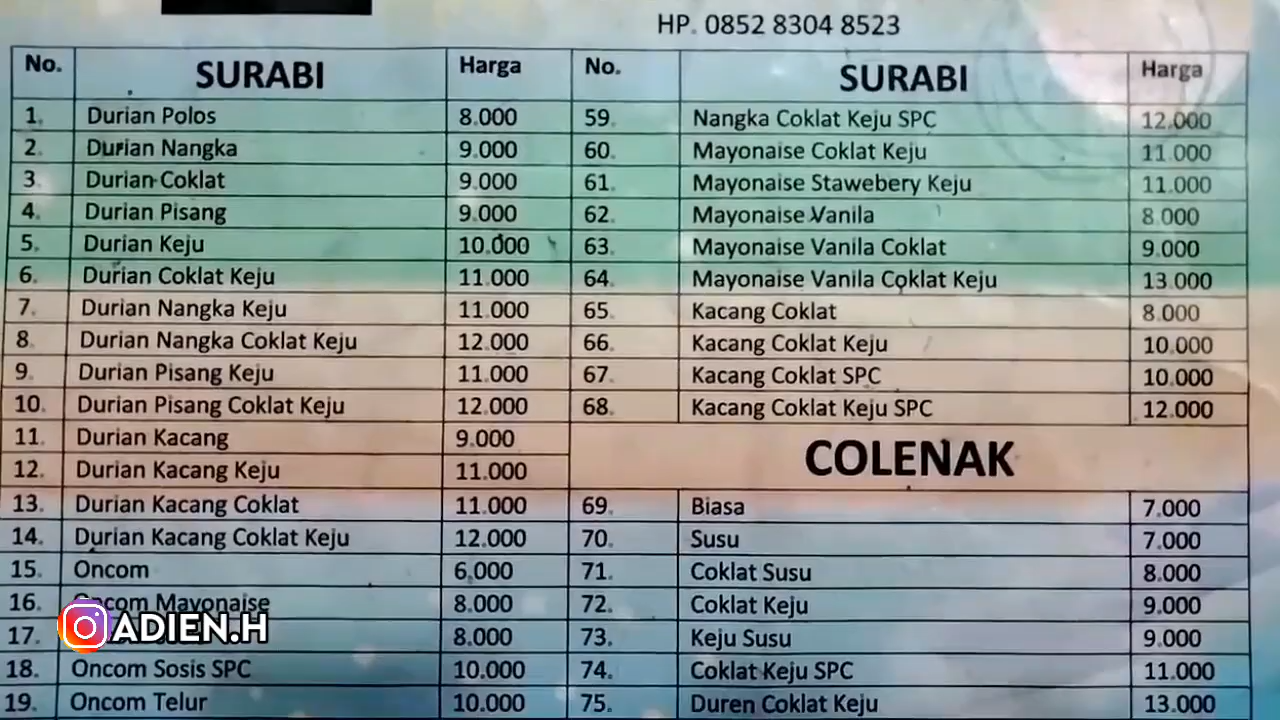 HP. 0852 8304 8523
No. SURABI Harga
1. Durian Polos 8.000
2. Durian Nangka 9.000
3. Durian Coklat 9.000
4. Durian Pisang 9.000
5. Durian Keju 10.000
6. Durian Coklat Keju 11.000
7. Durian Nangka Keju 11.000
8. Durian Nangka Coklat Keju 12.000
9. Durian Pisang Keju 11.000
10. Durian Pisang Coklat Keju 12.000
11. Durian Kacang 9.000
12. Durian Kacang Keju 11.000
13. Durian Kacang Coklat 11.000
14. Durian Kacang Coklat Keju 12.000
15. Oncom 6.000
16. Oncom Mayonaise 8.000
17. 8.000
18. Oncom Sosis SPC 10.000
19. Oncom Telur 10.000
No. SURABI Harga
59. Nangka Coklat Keju SPC 12.000
60. Mayonaise Coklat Keju 11.000
61. Mayonaise Stawebery Keju 11.000
62. Mayonaise Vanila 8.000
63. Mayonaise Vanila Coklat 9.000
64. Mayonaise Vanila Coklat Keju 13.000
65. Kacang Coklat 8.000
66. Kacang Coklat Keju 10.000
67. Kacang Coklat SPC 10.000
68. Kacang Coklat Keju SPC 12.000
COLENAK
69. Biasa 7.000
70. Susu 7.000
71. Coklat Susu 8.000
72. Coklat Keju 9.000
73. Keju Susu 9.000
74. Coklat Keju SPC 11.000
75. Duren Coklat Keju 13.000
ADIEN.H